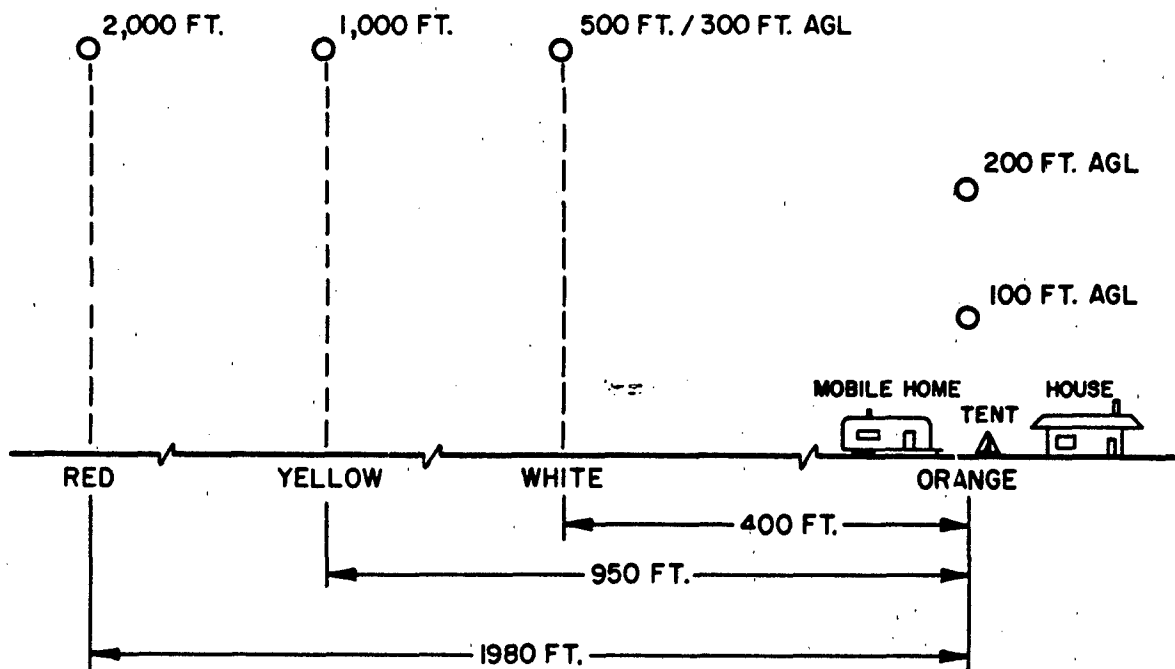 2,000 FT.
1,000 FT.
500 FT. / 300 FT. AGL
200 FT. AGL
100 FT. AGL
MOBILE HOME
TENT
HOUSE
RED
YELLOW
WHITE
ORANGE
400 FT.
950 FT.
1980 FT.